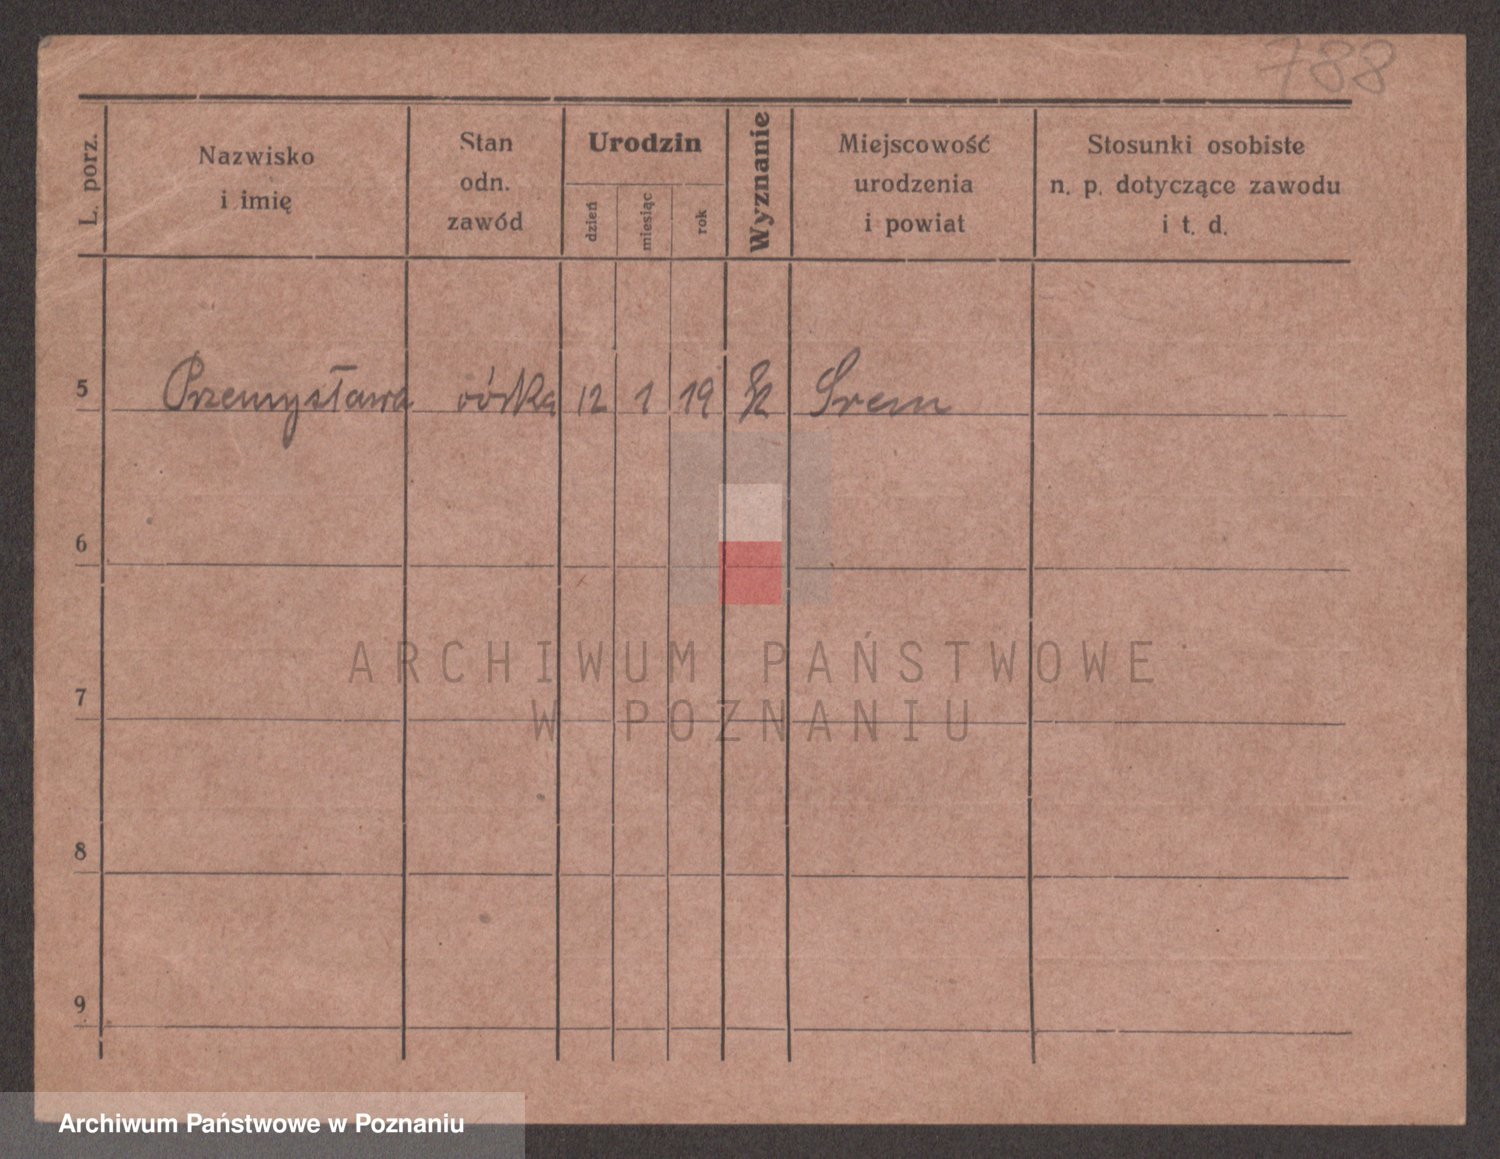 788
L. porz.
Nazwisko
i imię
Stan
odn.
zawód
Urodzin
dzień
miesiąc
rok
Wyznanie
Miejscowość
urodzenia
i powiat
Stosunki osobiste
n. p. dotyczące zawodu
i t. d.
5 Przemysława córka 12 1 19 Śrem
6
7
8
9
ARCHIWUM PAŃSTWOWE
W POZNANIU
Archiwum Państwowe w Poznaniu